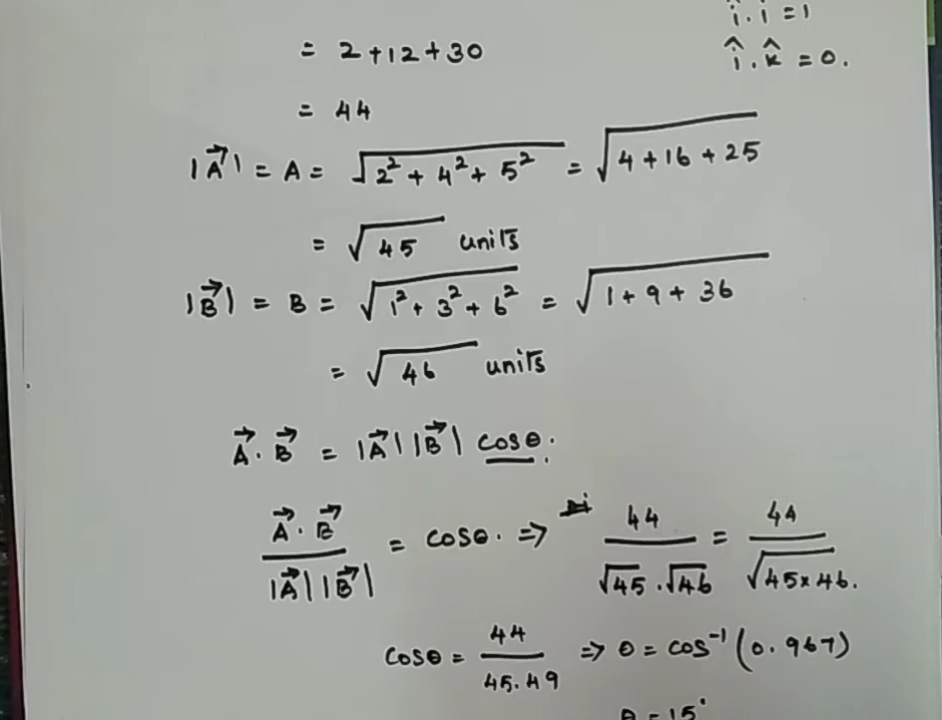 î . î = 1
= 2 + 12 + 30
î . k̂ = 0.
= 44
|A⃗| = A = √(2² + 4² + 5²) = √(4 + 16 + 25)
= √45 units
|B⃗| = B = √(1² + 3² + 6²) = √(1 + 9 + 36)
= √46 units
A⃗ . B⃗ = |A⃗| |B⃗| cosθ.
A⃗ . B⃗ / |A⃗| |B⃗| = cosθ. ⇒ 44 / √45 . √46 = 44 / √(45 × 46).
cosθ = 44 / 45.49 ⇒ θ = cos⁻¹ (0.967)
θ = 15°